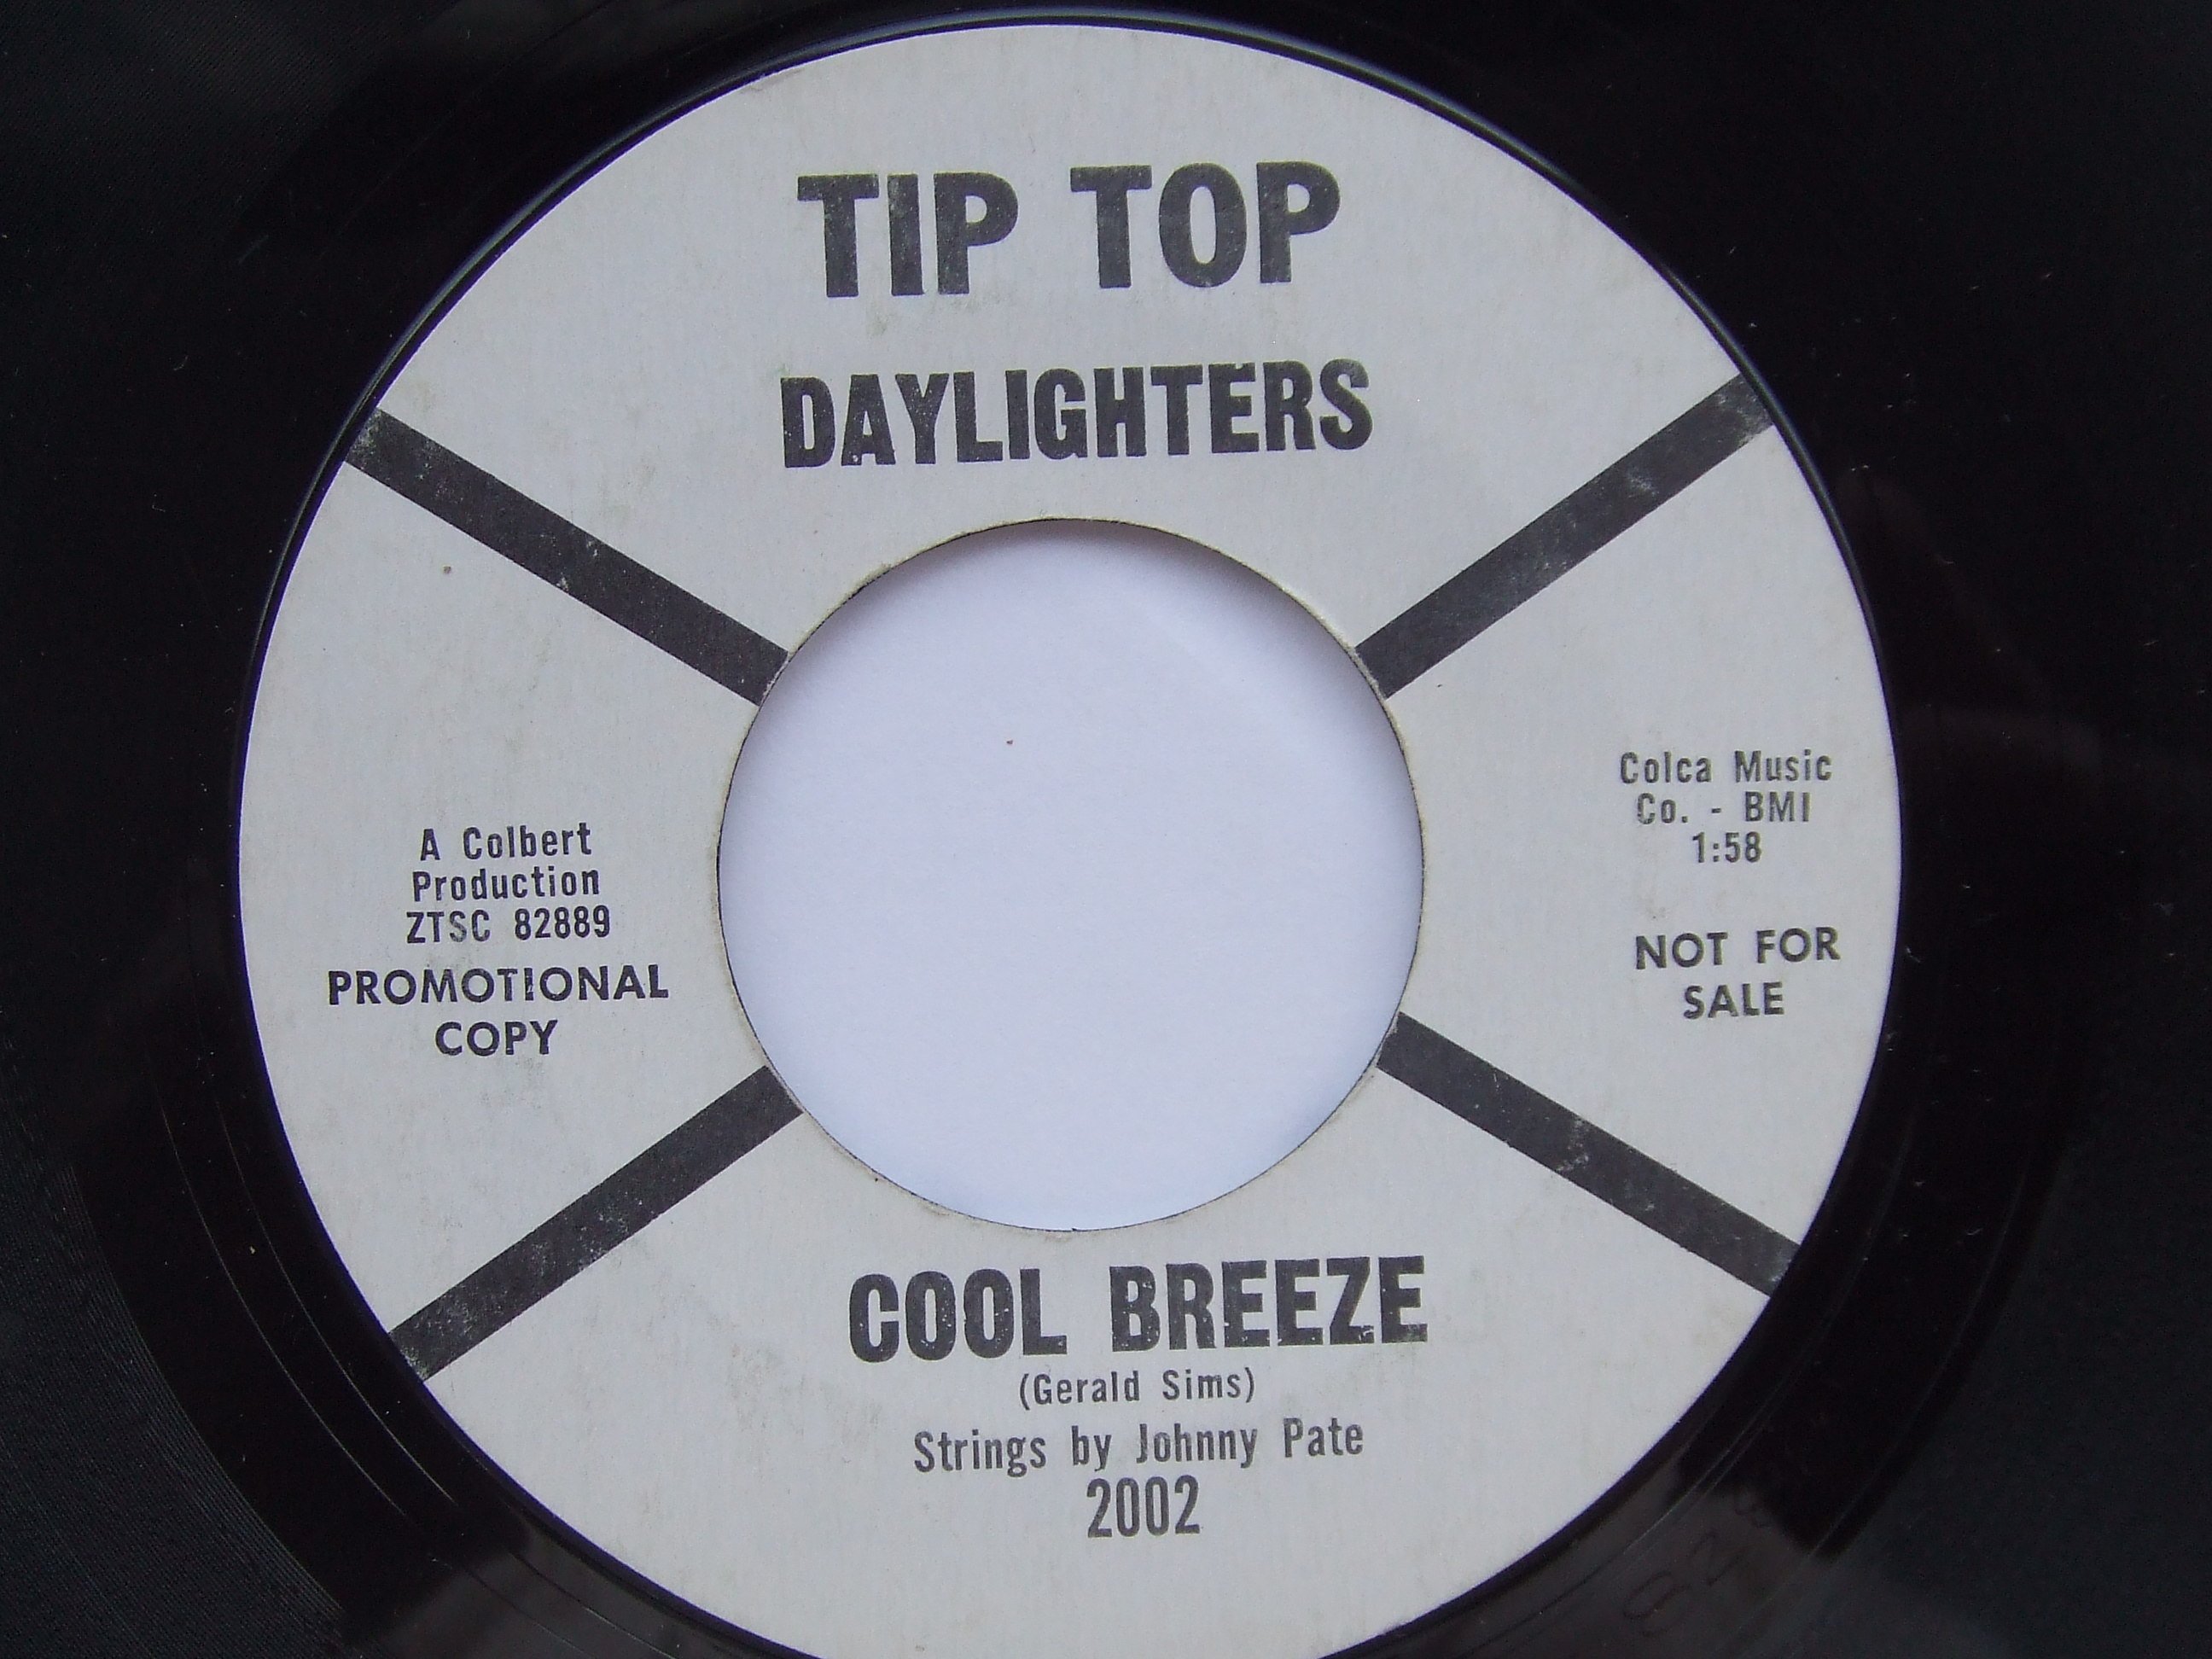 TIP TOP
DAYLIGHTERS
A Colbert
Production
ZTSC 82889
PROMOTIONAL
COPY
Colca Music
Co. - BMI
1:58
NOT FOR
SALE
COOL BREEZE
(Gerald Sims)
Strings by Johnny Pate
2002